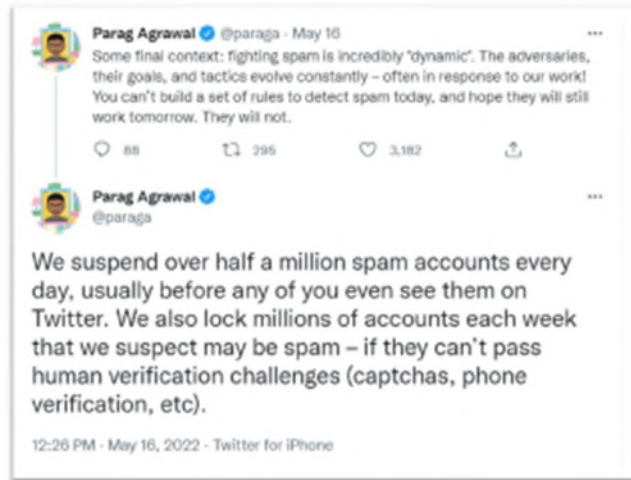 Parag Agrawal @paraga · May 16
Some final context: fighting spam is incredibly "dynamic". The adversaries,
their goals, and tactics evolve constantly – often in response to our work!
You can't build a set of rules to detect spam today, and hope they will still
work tomorrow. They will not.
88 295 3,182
Parag Agrawal
@paraga
We suspend over half a million spam accounts every
day, usually before any of you even see them on
Twitter. We also lock millions of accounts each week
that we suspect may be spam – if they can't pass
human verification challenges (captchas, phone
verification, etc).
12:26 PM · May 16, 2022 · Twitter for iPhone